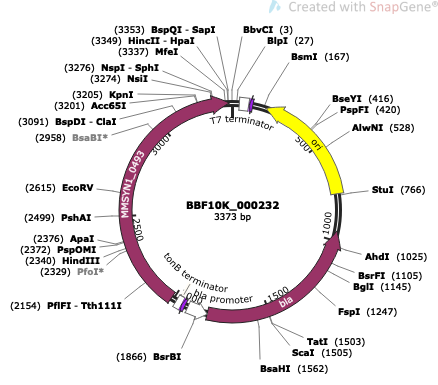 Created with SnapGene®
(3353) BspQI - SapI
(3349) HincII - HpaI
(3337) MfeI
(3276) NspI - SphI
(3274) NsiI
(3205) KpnI
(3201) Acc65I
(3091) BspDI - ClaI
(2958) BsaBI*
(2615) EcoRV
(2499) PshAI
(2376) ApaI
(2372) PspOMI
(2340) HindIII
(2329) PfoI*
(2154) PflFI - Tth111I
(1866) BsrBI
BbvCI (3)
BlpI (27)
BsmI (167)
BseYI (416)
PspFI (420)
AlwNI (528)
StuI (766)
AhdI (1025)
BsrFI (1105)
BglI (1145)
FspI (1247)
TatI (1503)
ScaI (1505)
BsaHI (1562)
T7 terminator
ori
bla
bla promoter
tonB terminator
MMSYN1_0493
500
1000
1500
2500
3000
BBF10K_000232
3373 bp